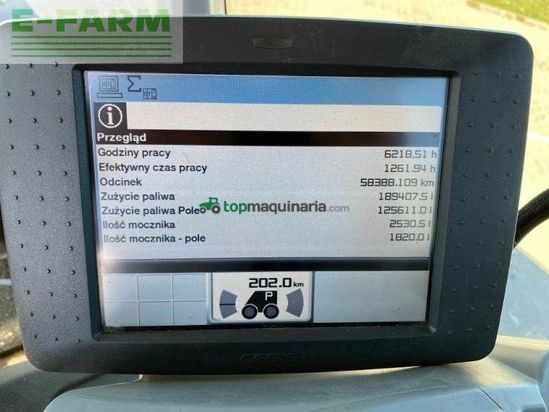 E-FARM
Przegląd
Godziny pracy 6218,51 h
Efektywny czas pracy 1261.94 h
Odcinek 58388.109 km
Zużycie paliwa 189407.5 l
Zużycie paliwa Pole 125611.0 l
topmaquinaria.com
Ilość mocznika 2530.5 l
Ilość mocznika - pole 1820.0 l
202.0 km
P